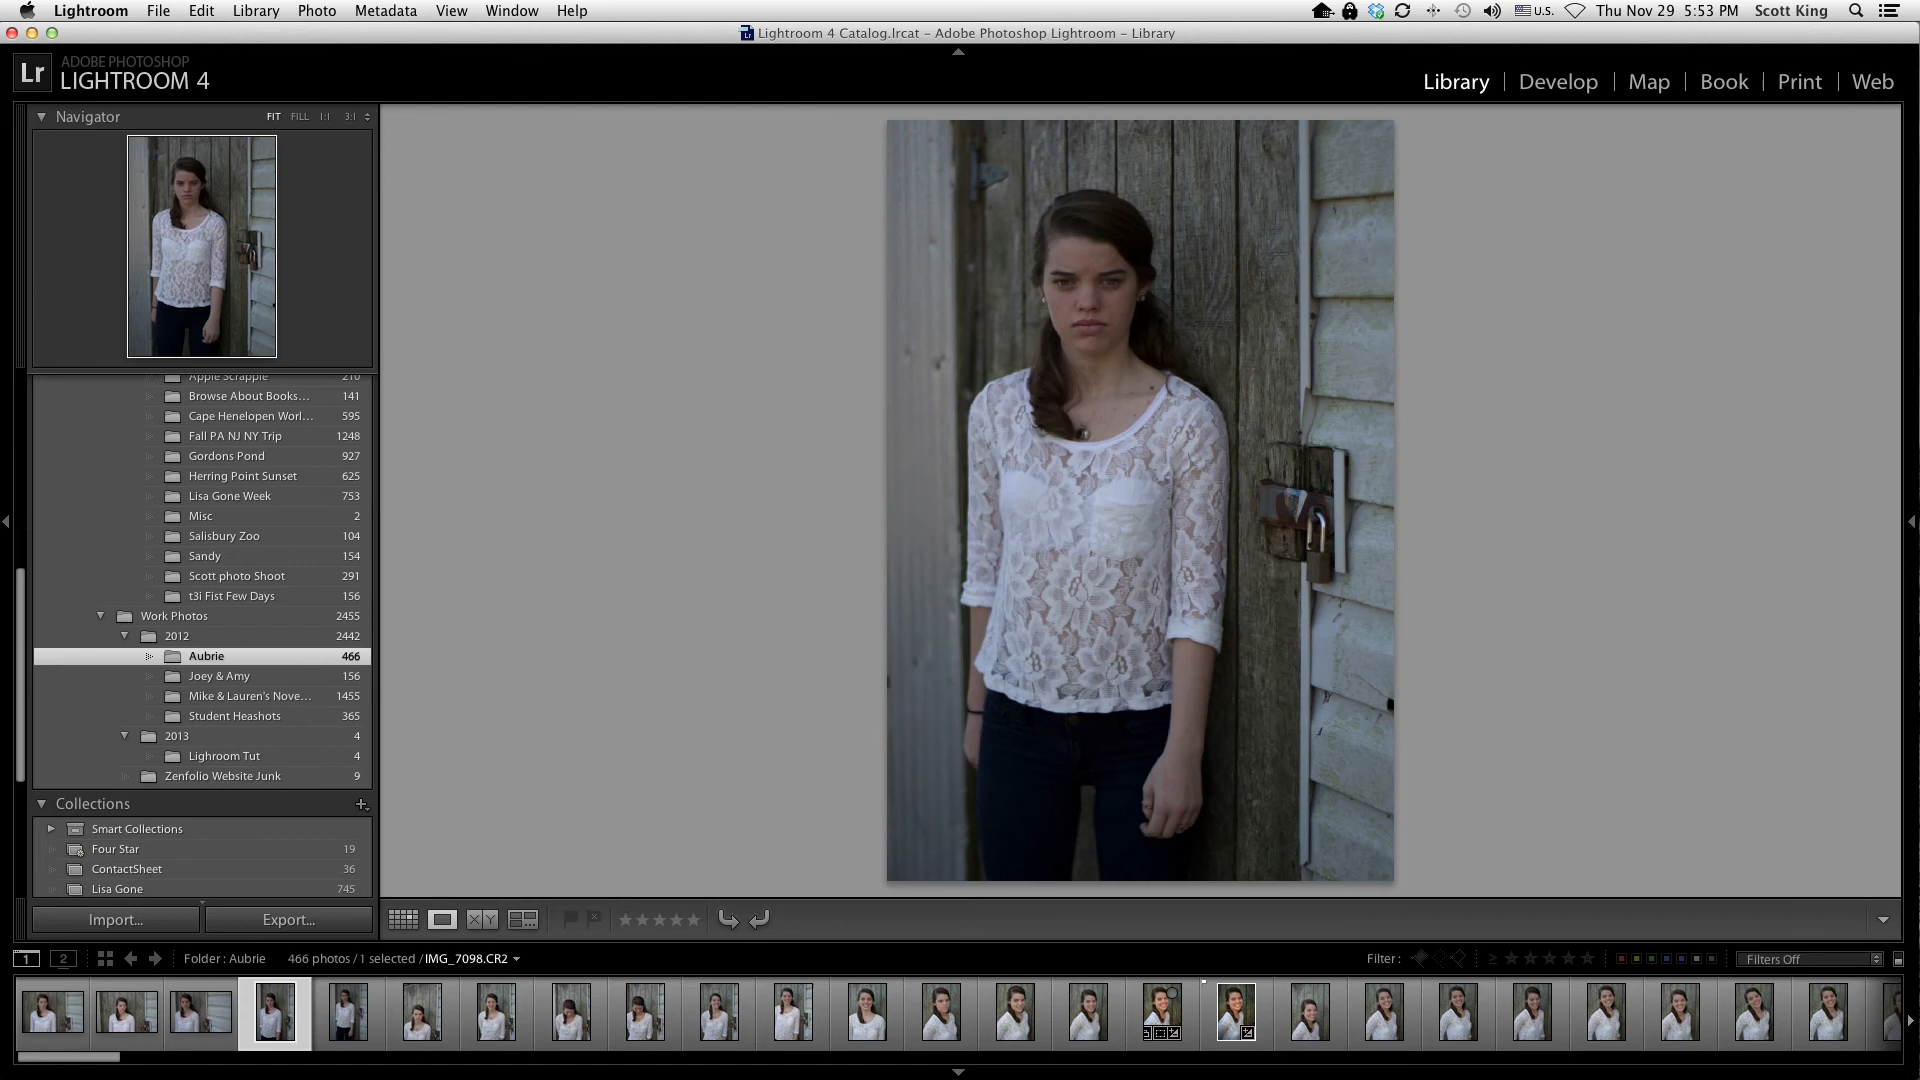 Lightroom File Edit Library Photo Metadata View Window Help U.S. Thu Nov 29 5:53 PM Scott King
Lr Lightroom 4 Catalog.lrcat – Adobe Photoshop Lightroom – Library
Lr ADOBE PHOTOSHOP
LIGHTROOM 4
Library | Develop | Map | Book | Print | Web
Navigator FIT FILL 1:1 3:1
Apple Scrapple 210
Browse About Books... 141
Cape Henelopen Worl... 595
Fall PA NJ NY Trip 1248
Gordons Pond 927
Herring Point Sunset 625
Lisa Gone Week 753
Misc 2
Salisbury Zoo 104
Sandy 154
Scott photo Shoot 291
t3i Fist Few Days 156
Work Photos 2455
2012 2442
Aubrie 466
Joey & Amy 156
Mike & Lauren's Nove... 1455
Student Heashots 365
2013 4
Lighroom Tut 4
Zenfolio Website Junk 9
Collections
Smart Collections
Four Star 19
ContactSheet 36
Lisa Gone 745
Import... Export...
X Y
1 2 Folder : Aubrie 466 photos / 1 selected / IMG_7098.CR2 Filter : ≥ Filters Off